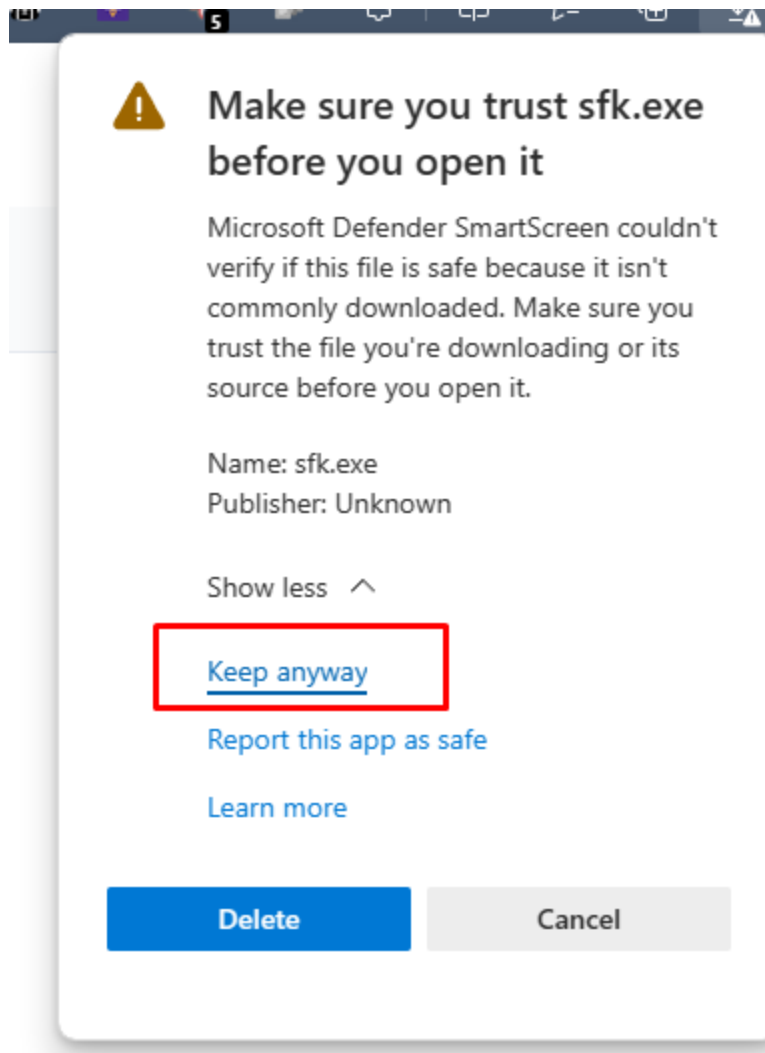 5
Make sure you trust sfk.exe
before you open it
Microsoft Defender SmartScreen couldn't
verify if this file is safe because it isn't
commonly downloaded. Make sure you
trust the file you're downloading or its
source before you open it.
Name: sfk.exe
Publisher: Unknown
Show less
Keep anyway
Report this app as safe
Learn more
Delete
Cancel